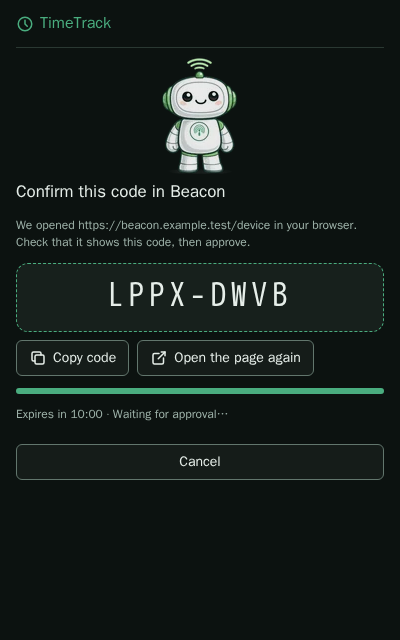 TimeTrack
Confirm this code in Beacon
We opened https://beacon.example.test/device in your browser.
Check that it shows this code, then approve.
LPPX-DWVB
Copy code
Open the page again
Expires in 10:00 · Waiting for approval···
Cancel